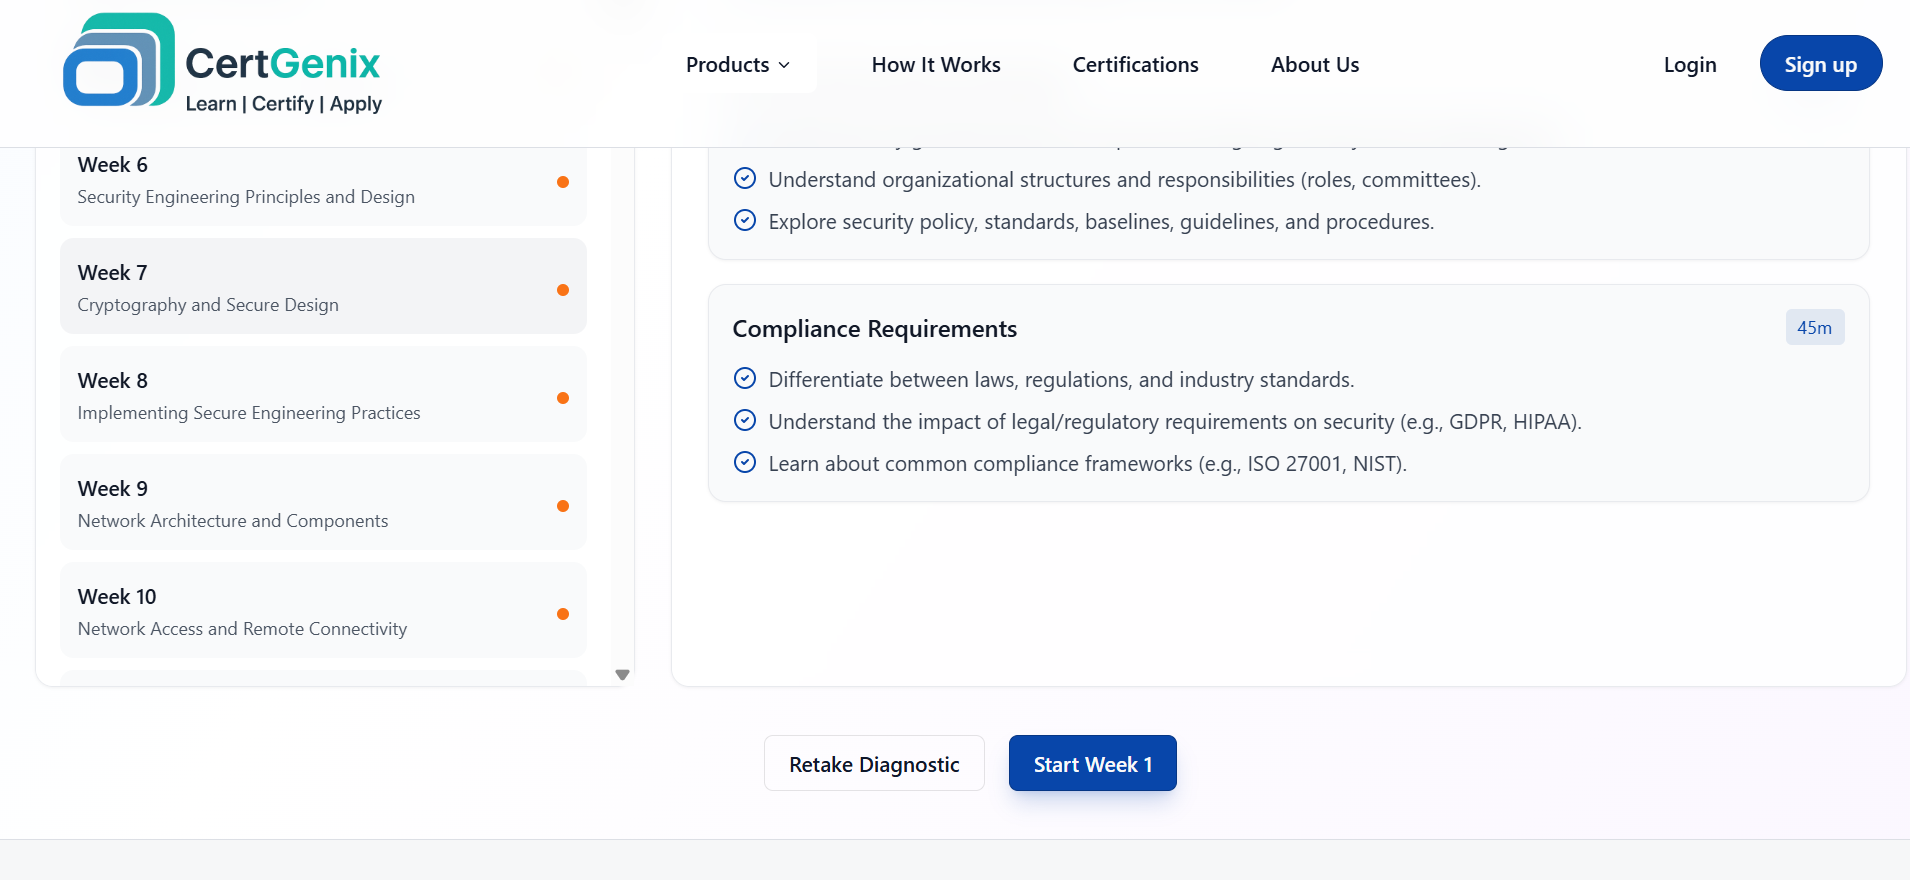 CertGenix
Learn | Certify | Apply
Products
How It Works
Certifications
About Us
Login
Sign up
Week 6
Security Engineering Principles and Design
Week 7
Cryptography and Secure Design
Week 8
Implementing Secure Engineering Practices
Week 9
Network Architecture and Components
Week 10
Network Access and Remote Connectivity
Understand organizational structures and responsibilities (roles, committees).
Explore security policy, standards, baselines, guidelines, and procedures.
Compliance Requirements
45m
Differentiate between laws, regulations, and industry standards.
Understand the impact of legal/regulatory requirements on security (e.g., GDPR, HIPAA).
Learn about common compliance frameworks (e.g., ISO 27001, NIST).
Retake Diagnostic
Start Week 1